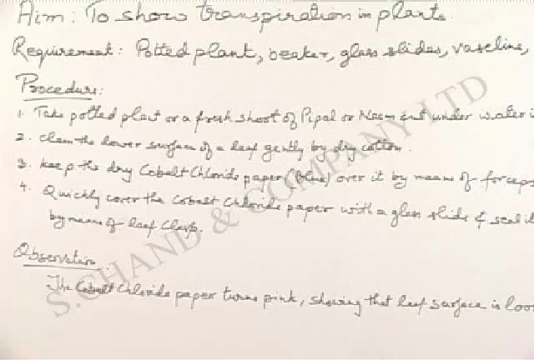 Aim: To show transpiration in plants.
Requirement: Potted plant, beaker, glass slides, vaseline,
Procedure:
1. Take potted plant or a fresh shoot of Pipal or Neem cut under water i
2. Clean the lower surface of a leaf gently by dry cotton.
3. Keep the dry Cobalt Chloride paper (blue) over it by means of forceps
4. Quickly cover the Cobalt Chloride paper with a glass slide & seal i
by means of leaf clasp.
Observation
The Cobalt Chloride paper turns pink, showing that leaf surface is loos
S. CHAND & COMPANY LTD